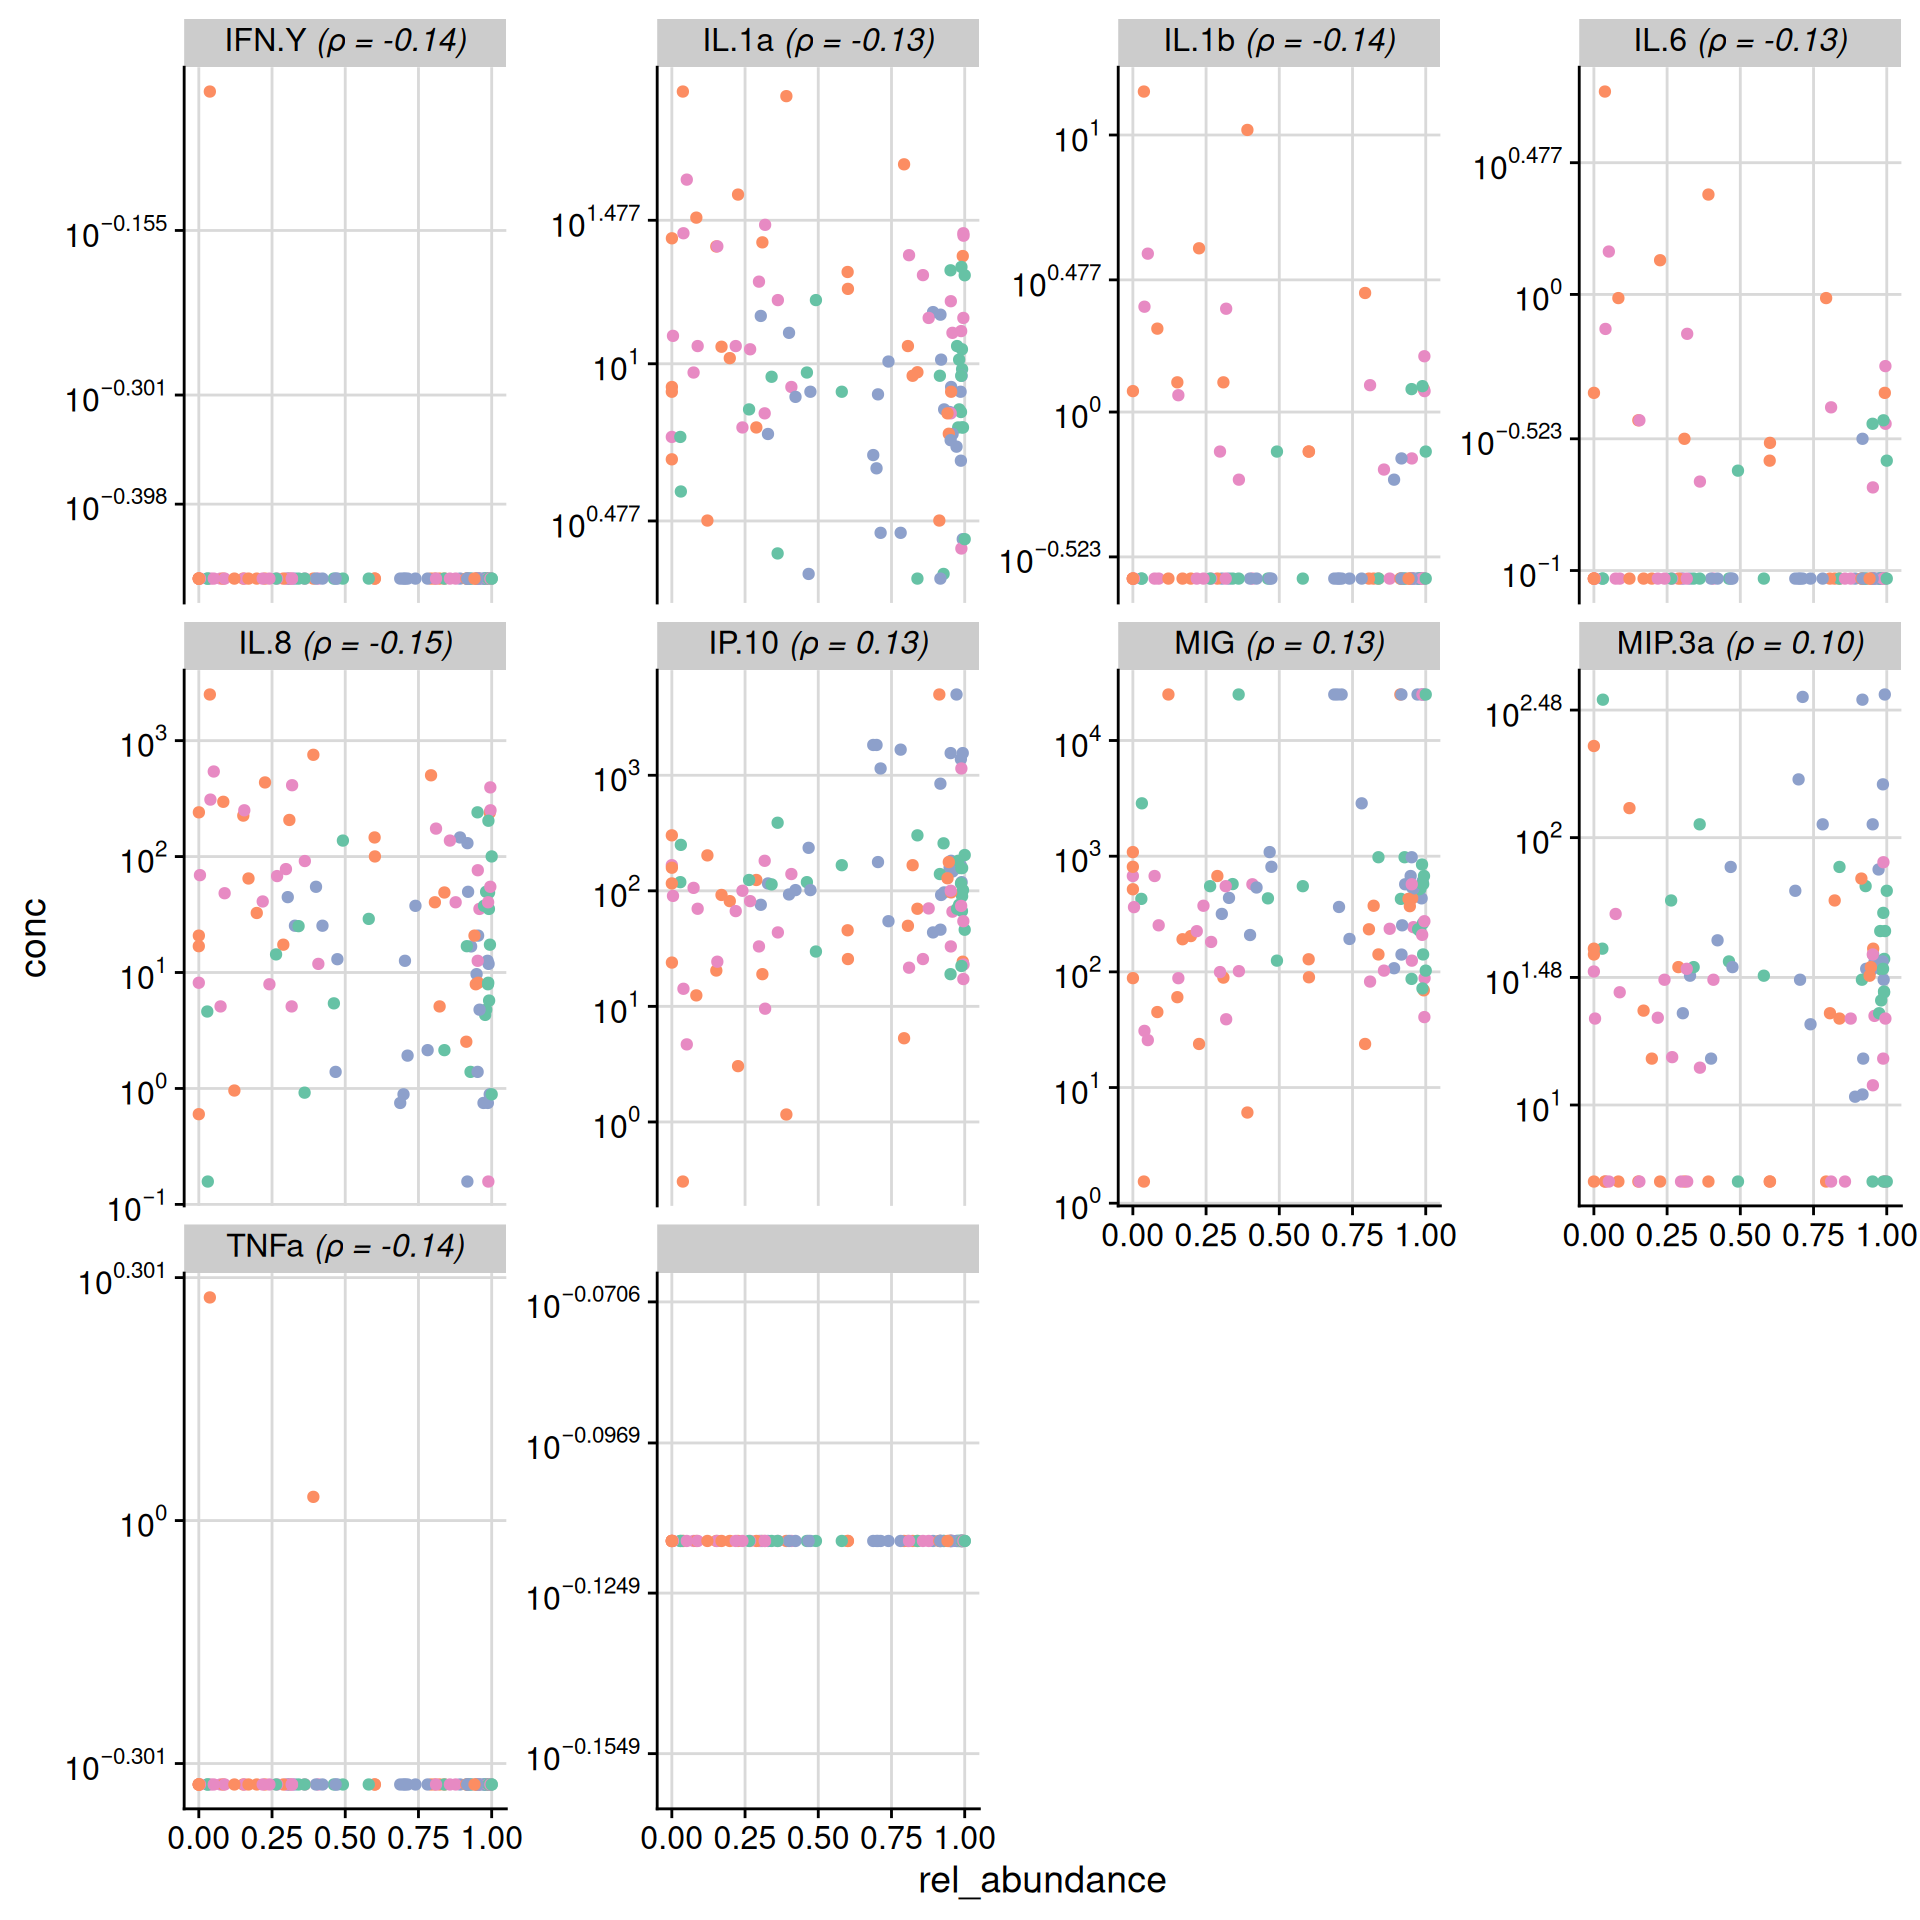 IFN.Y (ρ = -0.14)
IL.1a (ρ = -0.13)
IL.1b (ρ = -0.14)
IL.6 (ρ = -0.13)
10^−0.155
10^−0.301
10^−0.398
10^1.477
10^1
10^0.477
10^1
10^0.477
10^0
10^−0.523
10^0.477
10^0
10^−0.523
10^−1
IL.8 (ρ = -0.15)
IP.10 (ρ = 0.13)
MIG (ρ = 0.13)
MIP.3a (ρ = 0.10)
10^3
10^2
10^1
10^0
10^−1
10^3
10^2
10^1
10^0
10^4
10^3
10^2
10^1
10^0
10^2.48
10^2
10^1.48
10^1
0.00 0.25 0.50 0.75 1.00
0.00 0.25 0.50 0.75 1.00
TNFa (ρ = -0.14)
10^0.301
10^0
10^−0.301
10^−0.0706
10^−0.0969
10^−0.1249
10^−0.1549
0.00 0.25 0.50 0.75 1.00
0.00 0.25 0.50 0.75 1.00
conc
rel_abundance